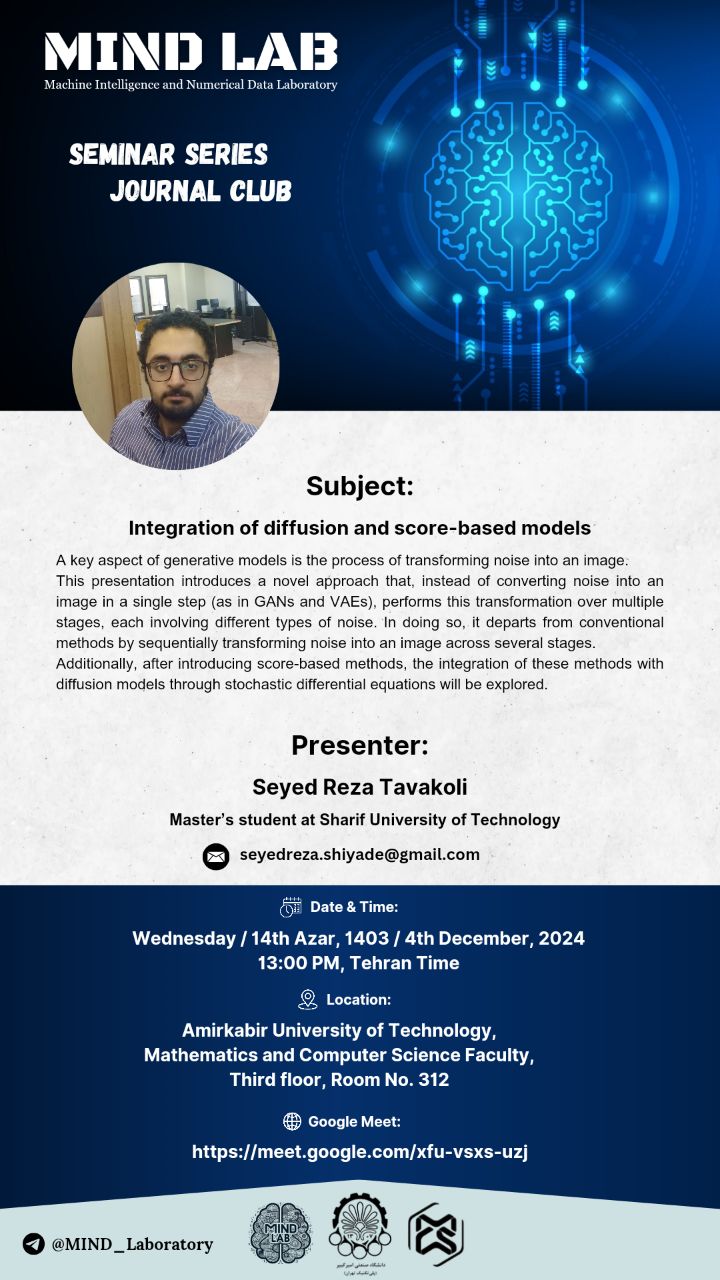 MIND LAB
Machine Intelligence and Numerical Data Laboratory
SEMINAR SERIES
JOURNAL CLUB
Subject:
Integration of diffusion and score-based models
A key aspect of generative models is the process of transforming noise into an image.
This presentation introduces a novel approach that, instead of converting noise into an
image in a single step (as in GANs and VAEs), performs this transformation over multiple
stages, each involving different types of noise. In doing so, it departs from conventional
methods by sequentially transforming noise into an image across several stages.
Additionally, after introducing score-based methods, the integration of these methods with
diffusion models through stochastic differential equations will be explored.
Presenter:
Seyed Reza Tavakoli
Master's student at Sharif University of Technology
seyedreza.shiyade@gmail.com
Date & Time:
Wednesday / 14th Azar, 1403 / 4th December, 2024
13:00 PM, Tehran Time
Location:
Amirkabir University of Technology,
Mathematics and Computer Science Faculty,
Third floor, Room No. 312
Google Meet:
https://meet.google.com/xfu-vsxs-uzj
@MIND_Laboratory
MIND
LAB
دانشگاه صنعتی امیرکبیر
(پلی‌تکنیک تهران)